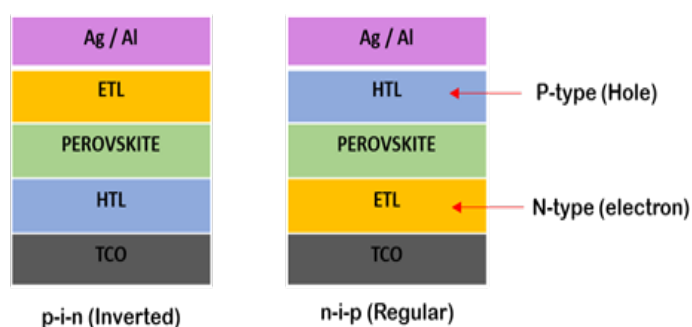 Ag / Al
ETL
PEROVSKITE
HTL
TCO
p-i-n (Inverted)
Ag / Al
HTL
PEROVSKITE
ETL
TCO
n-i-p (Regular)
P-type (Hole)
N-type (electron)